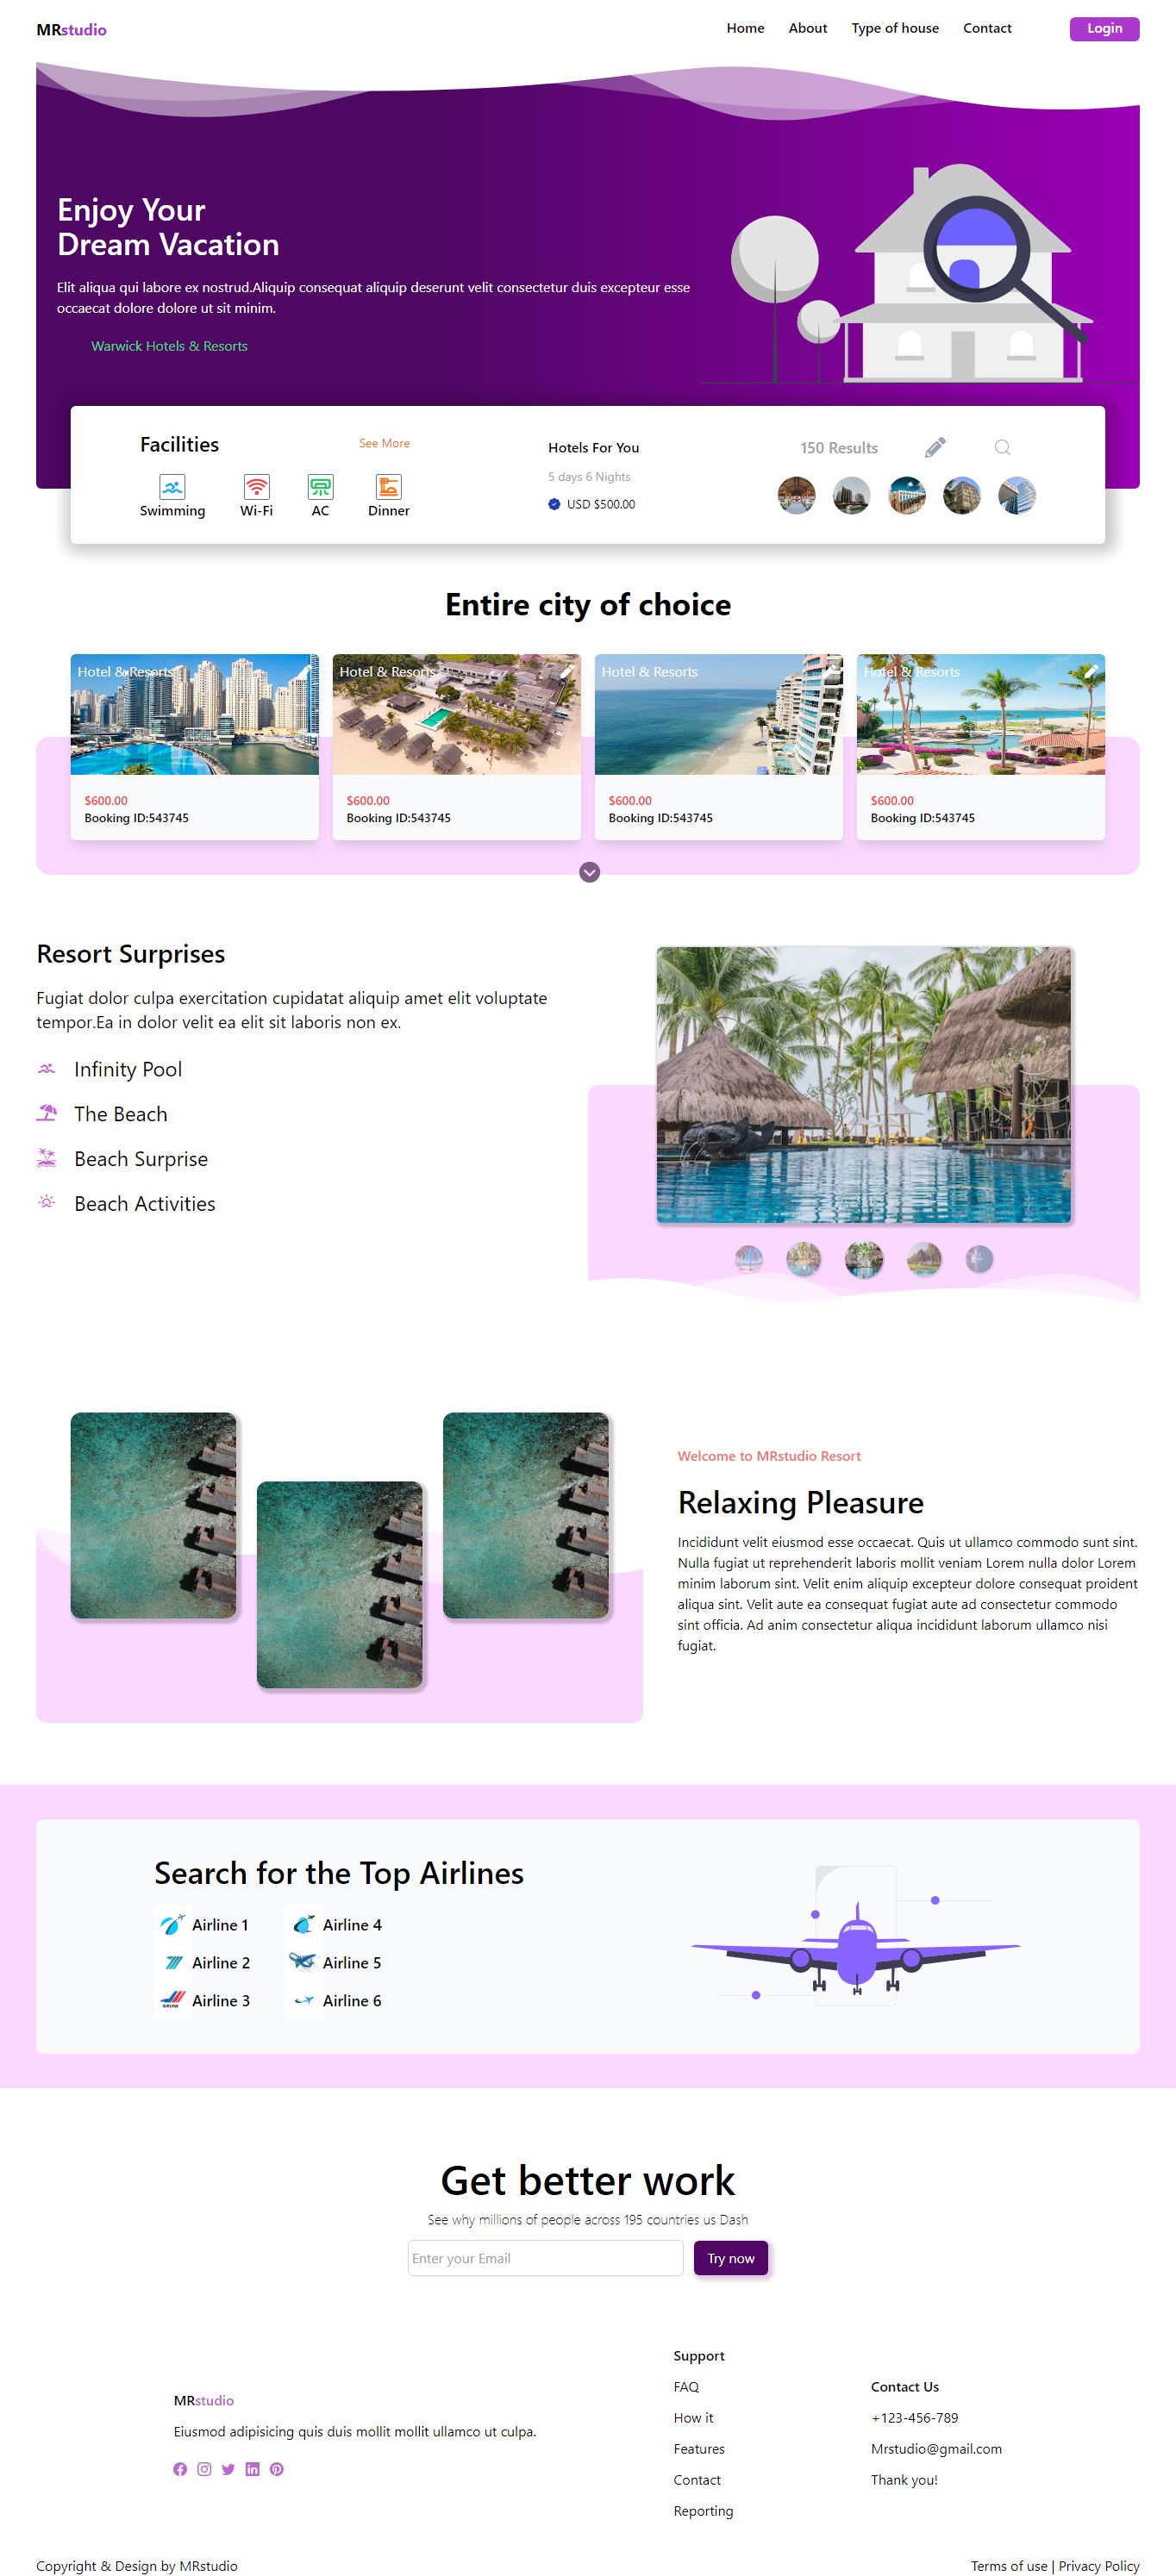 MRstudio
Home
About
Type of house
Contact
Login
Enjoy Your
Dream Vacation
Elit aliqua qui labore ex nostrud.Aliquip consequat aliquip deserunt velit consectetur duis excepteur esse
occaecat dolore dolore ut sit minim.
Warwick Hotels & Resorts
Facilities
See More
Swimming
Wi-Fi
AC
Dinner
Hotels For You
5 days 6 Nights
USD $500.00
150 Results
Entire city of choice
Hotel & Resorts
$600.00
Booking ID:543745
Hotel & Resorts
$600.00
Booking ID:543745
Hotel & Resorts
$600.00
Booking ID:543745
Hotel & Resorts
$600.00
Booking ID:543745
Resort Surprises
Fugiat dolor culpa exercitation cupidatat aliquip amet elit voluptate
tempor.Ea in dolor velit ea elit sit laboris non ex.
Infinity Pool
The Beach
Beach Surprise
Beach Activities
Welcome to MRstudio Resort
Relaxing Pleasure
Incididunt velit eiusmod esse occaecat. Quis ut ullamco commodo sunt sint.
Nulla fugiat ut reprehenderit laboris mollit veniam Lorem nulla dolor Lorem
minim laborum sint. Velit enim aliquip excepteur dolore consequat proident
aliqua sint. Velit aute ea consequat fugiat aute ad consectetur commodo
sint officia. Ad anim consectetur aliqua incididunt laborum ullamco nisi
fugiat.
Search for the Top Airlines
Airline 1
Airline 2
AIRLINE
Airline 3
Airline 4
Airline 5
Airline 6
Get better work
See why millions of people across 195 countries us Dash
Enter your Email
Try now
MRstudio
Eiusmod adipisicing quis duis mollit mollit ullamco ut culpa.
Support
FAQ
How it
Features
Contact
Reporting
Contact Us
+123-456-789
Mrstudio@gmail.com
Thank you!
Copyright & Design by MRstudio
Terms of use | Privacy Policy